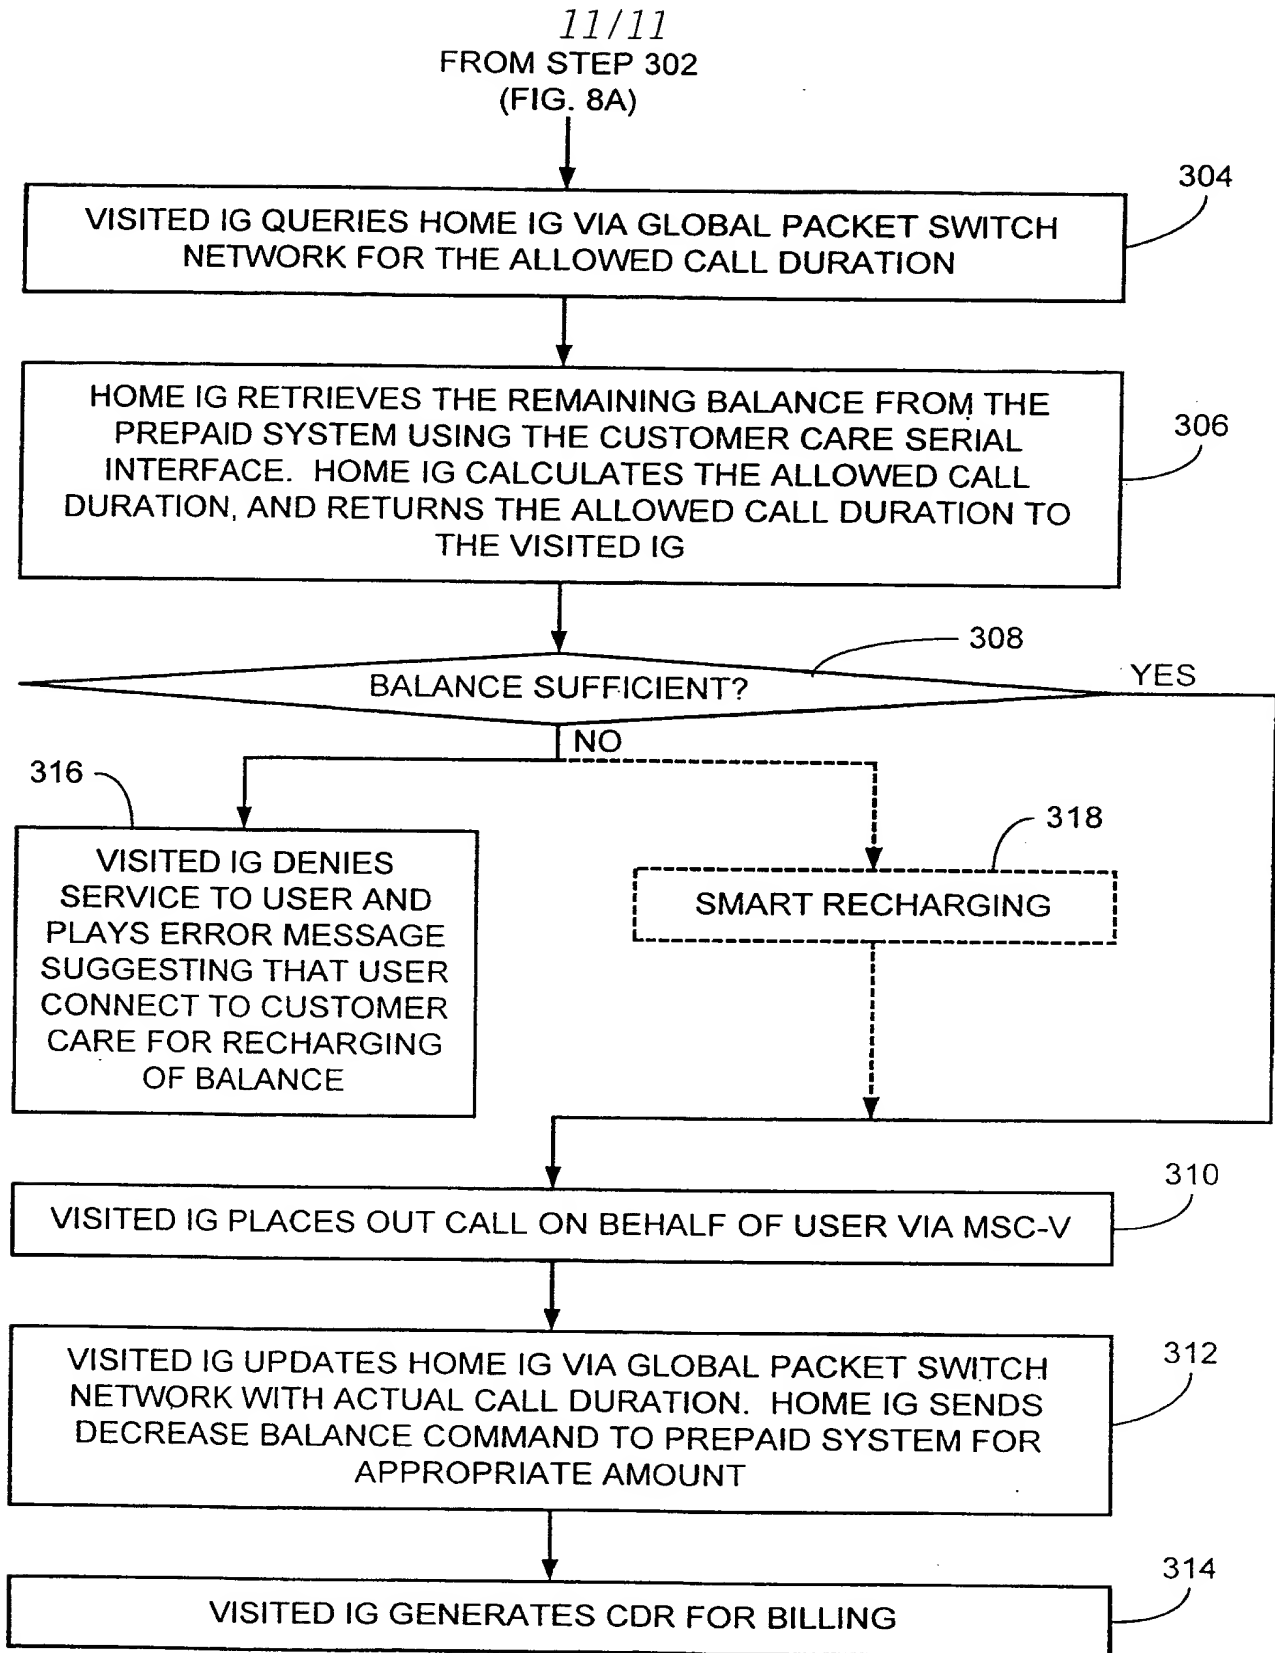 11/11
FROM STEP 302
(FIG. 8A)
304
VISITED IG QUERIES HOME IG VIA GLOBAL PACKET SWITCH
NETWORK FOR THE ALLOWED CALL DURATION
HOME IG RETRIEVES THE REMAINING BALANCE FROM THE
PREPAID SYSTEM USING THE CUSTOMER CARE SERIAL
INTERFACE. HOME IG CALCULATES THE ALLOWED CALL
DURATION, AND RETURNS THE ALLOWED CALL DURATION TO
THE VISITED IG
306
308
BALANCE SUFFICIENT?
YES
NO
316
VISITED IG DENIES
SERVICE TO USER AND
PLAYS ERROR MESSAGE
SUGGESTING THAT USER
CONNECT TO CUSTOMER
CARE FOR RECHARGING
OF BALANCE
318
SMART RECHARGING
310
VISITED IG PLACES OUT CALL ON BEHALF OF USER VIA MSC-V
312
VISITED IG UPDATES HOME IG VIA GLOBAL PACKET SWITCH
NETWORK WITH ACTUAL CALL DURATION. HOME IG SENDS
DECREASE BALANCE COMMAND TO PREPAID SYSTEM FOR
APPROPRIATE AMOUNT
314
VISITED IG GENERATES CDR FOR BILLING